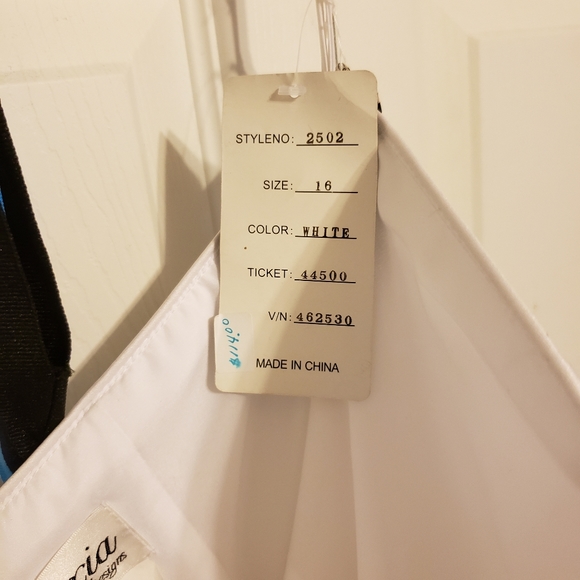 STYLENO: 2502
SIZE: 16
COLOR: WHITE
TICKET: 44500
V/N: 462530
$114.00
MADE IN CHINA